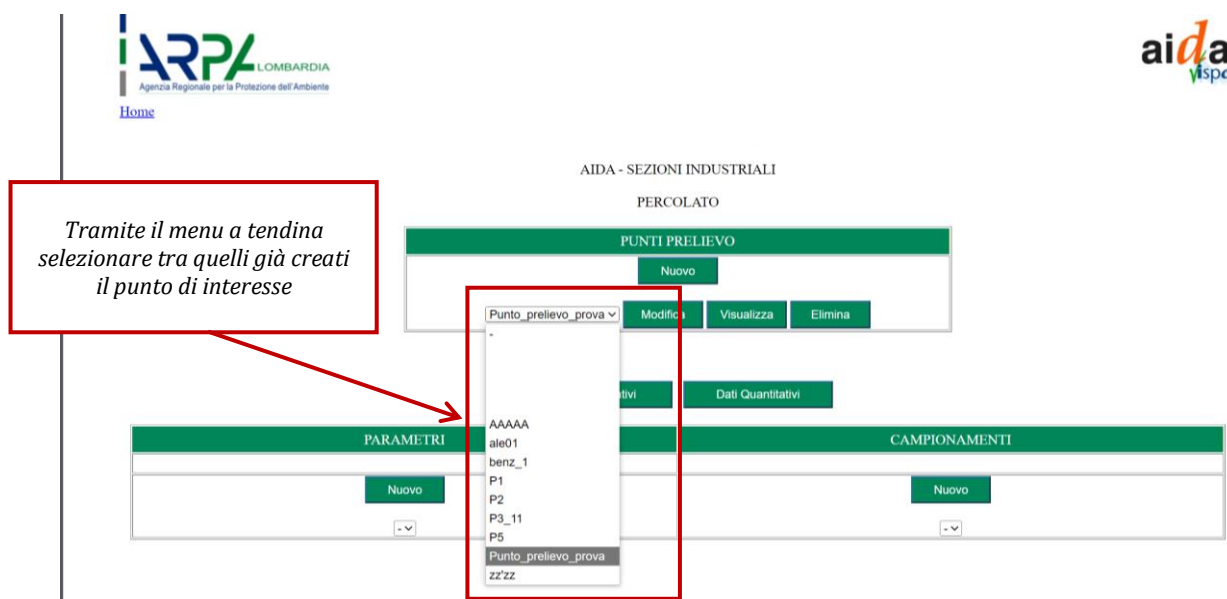 ARPA LOMBARDIA
Agenzia Regionale per la Protezione dell'Ambiente
aida
Home
AIDA - SEZIONI INDUSTRIALI
PERCOLATO
Tramite il menu a tendina
selezionare tra quelli già creati
il punto di interesse
PUNTI PRELIEVO
Nuovo
Punto_prelievo_prova Modifica Visualizza Elimina
-
Dati Quantitativi
AAAAA
PARAMETRI CAMPIONAMENTI
ale01
benz_1
P1
Nuovo Nuovo
P2
P3_11
- -
P5
Punto_prelievo_prova
zz'zz